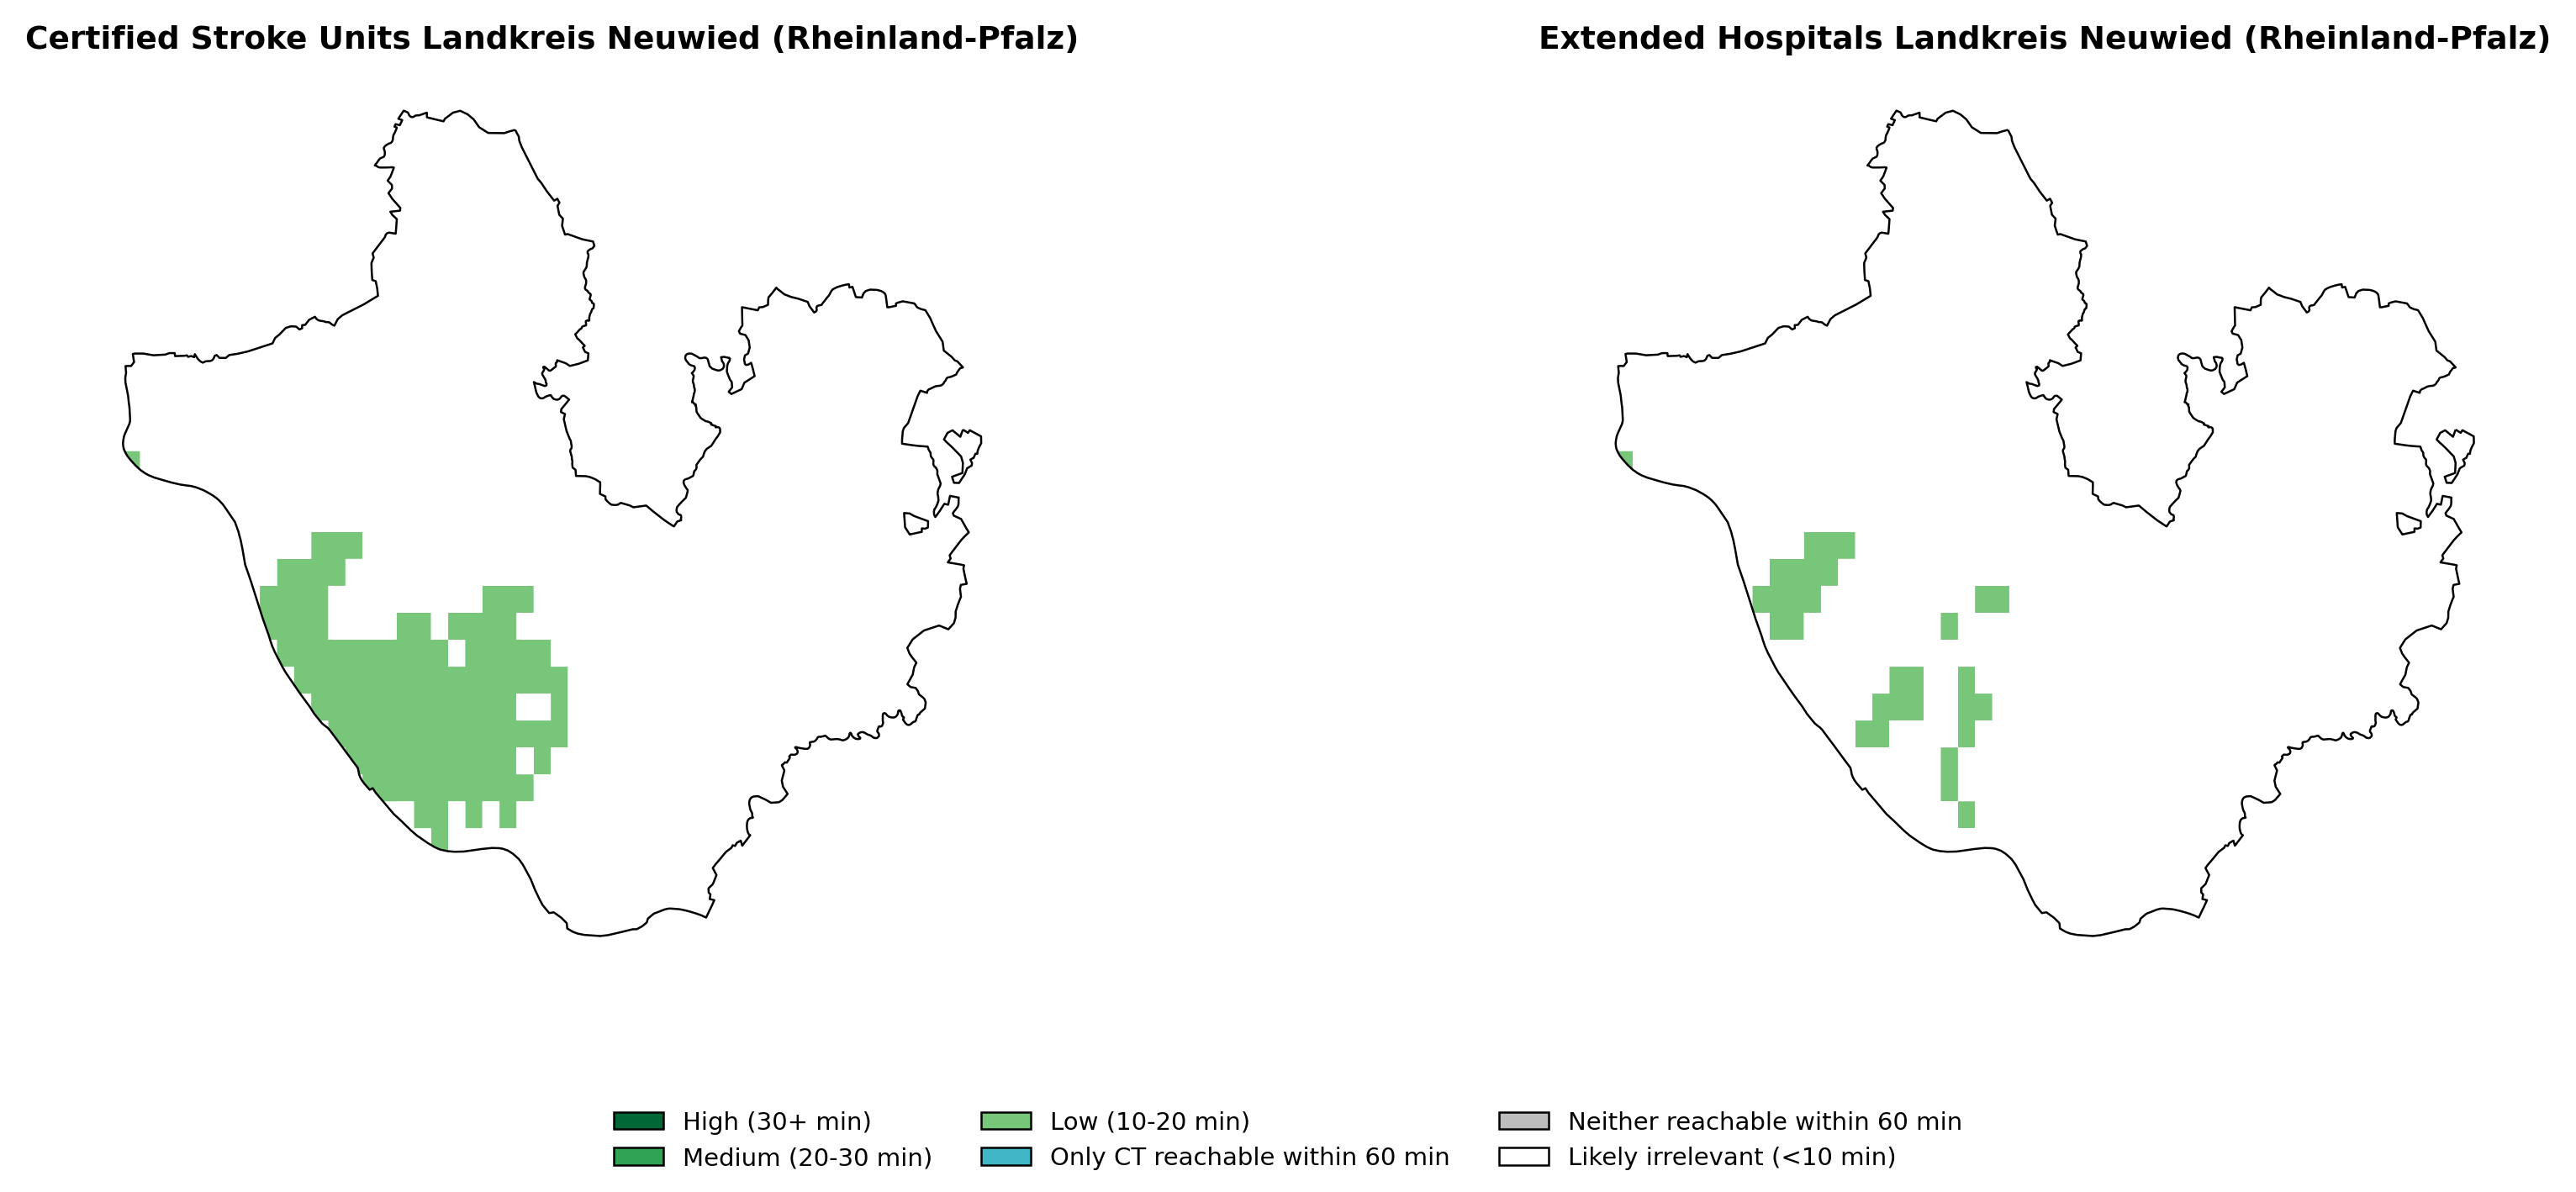 Certified Stroke Units Landkreis Neuwied (Rheinland-Pfalz)
Extended Hospitals Landkreis Neuwied (Rheinland-Pfalz)
High (30+ min)
Medium (20-30 min)
Low (10-20 min)
Only CT reachable within 60 min
Neither reachable within 60 min
Likely irrelevant (<10 min)